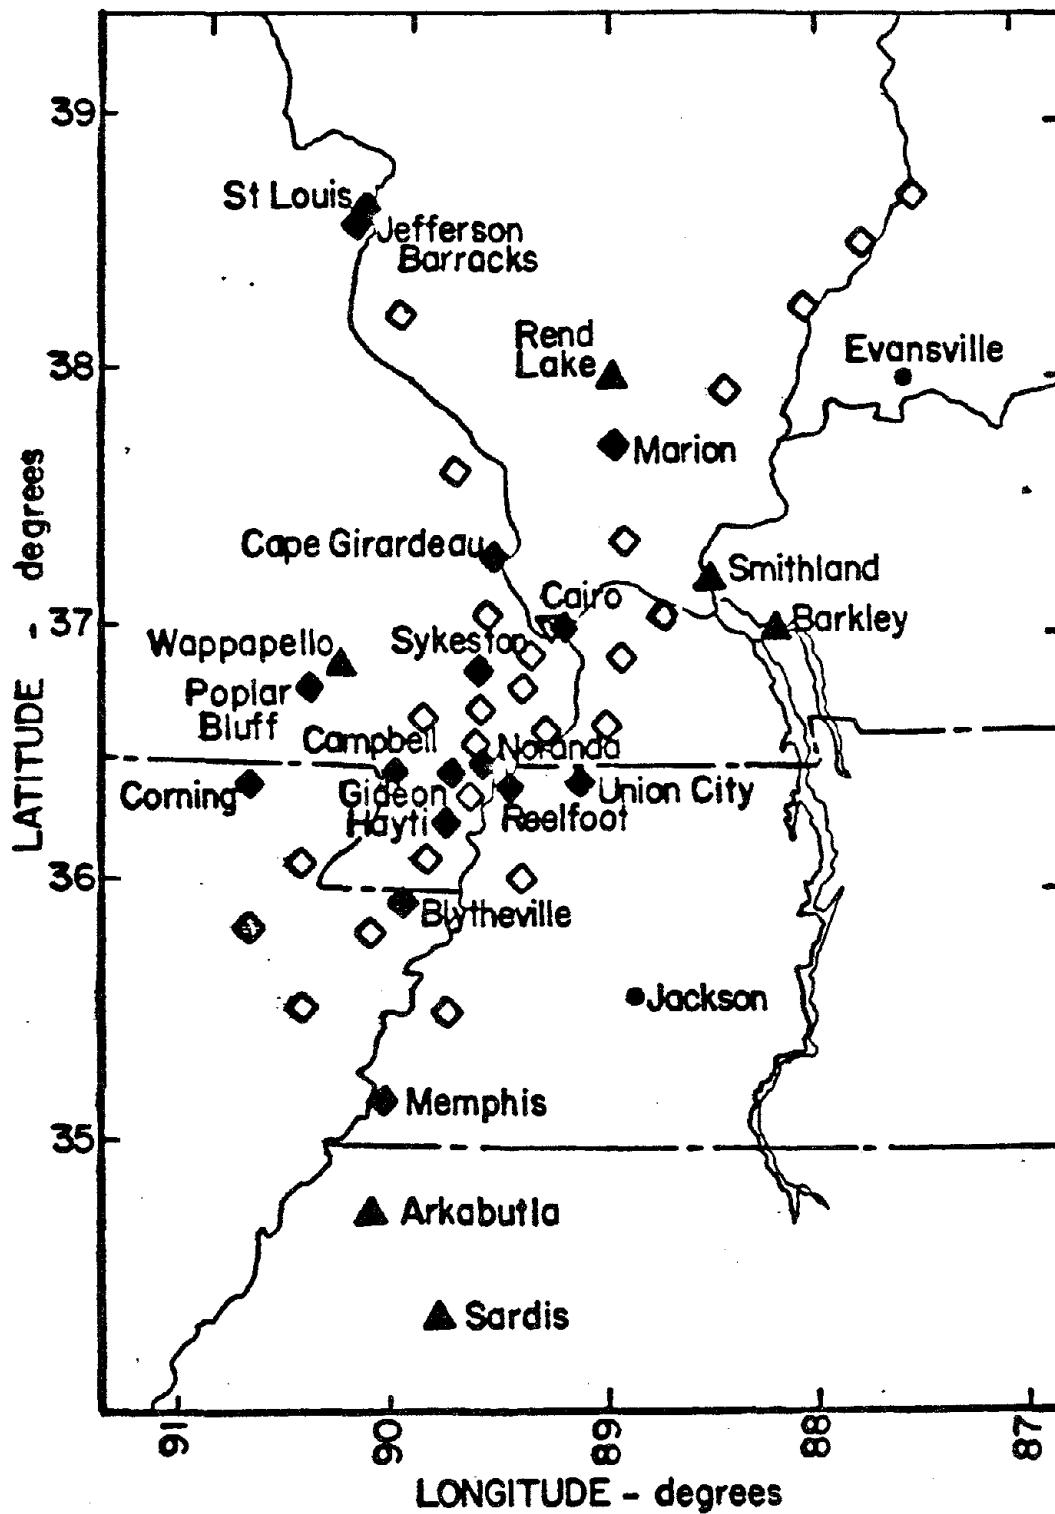 39
St Louis
Jefferson
Barracks
Rend
Lake
38
Evansville
Marion
Cape Girardeau
Smithland
Cairo
37
Barkley
Wappapello
Sykeston
Poplar
Bluff
Campbell
Noranda
Corning
Gideon
Union City
Hayti
Reelfoot
36
Blytheville
Jackson
Memphis
35
Arkabutla
Sardis
LATITUDE - degrees
91
90
89
88
87
LONGITUDE - degrees